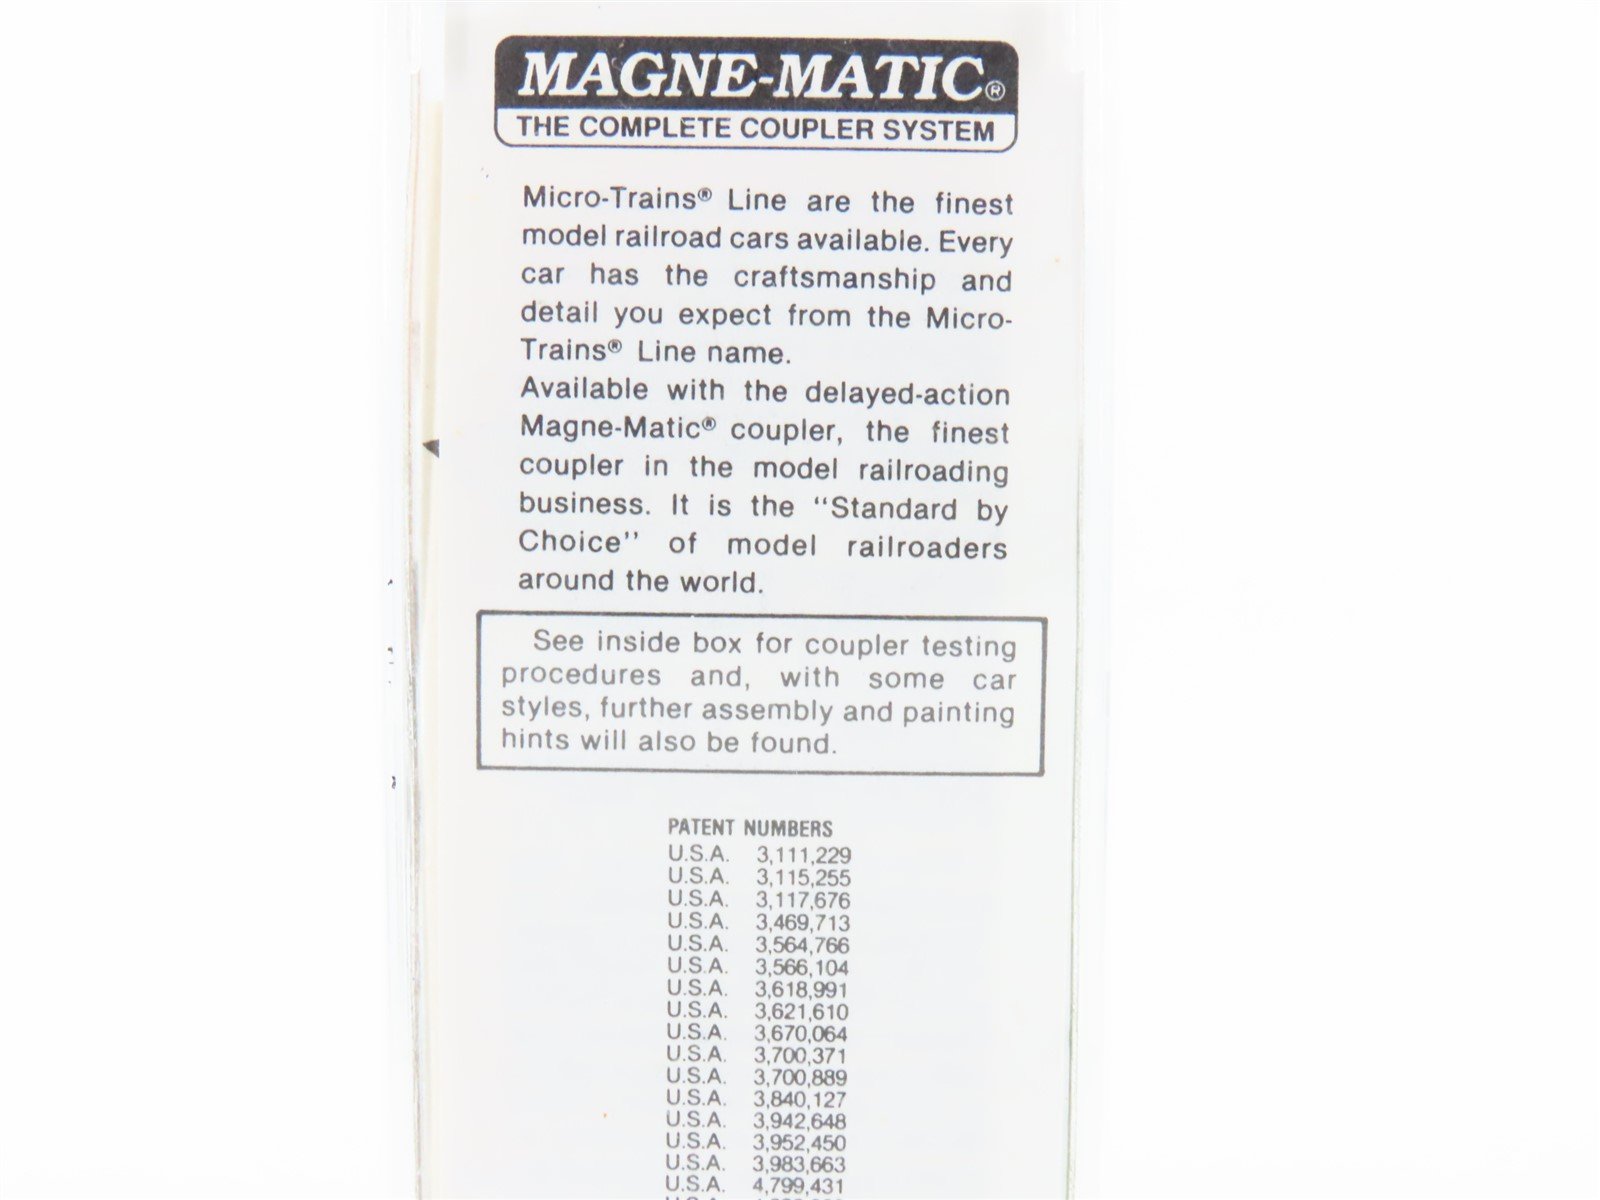 MAGNE-MATIC®
THE COMPLETE COUPLER SYSTEM
Micro-Trains® Line are the finest
model railroad cars available. Every
car has the craftsmanship and
detail you expect from the Micro-
Trains® Line name.
Available with the delayed-action
Magne-Matic® coupler, the finest
coupler in the model railroading
business. It is the “Standard by
Choice” of model railroaders
around the world.
See inside box for coupler testing
procedures and, with some car
styles, further assembly and painting
hints will also be found.
PATENT NUMBERS
U.S.A. 3,111,229
U.S.A. 3,115,255
U.S.A. 3,117,676
U.S.A. 3,469,713
U.S.A. 3,564,766
U.S.A. 3,566,104
U.S.A. 3,618,991
U.S.A. 3,621,610
U.S.A. 3,670,064
U.S.A. 3,700,371
U.S.A. 3,700,889
U.S.A. 3,840,127
U.S.A. 3,942,648
U.S.A. 3,952,450
U.S.A. 3,983,663
U.S.A. 4,799,431
U.S.A.